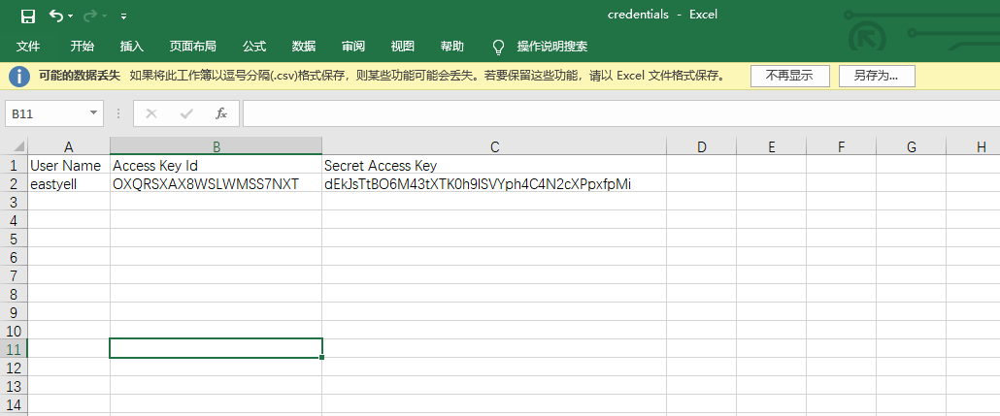 credentials - Excel
文件 开始 插入 页面布局 公式 数据 审阅 视图 帮助 操作说明搜索
可能的数据丢失 如果将此工作簿以逗号分隔(.csv)格式保存，则某些功能可能会丢失。若要保留这些功能，请以 Excel 文件格式保存。 不再显示 另存为...
B11 fx
A B C D E F G H
1 User Name Access Key Id Secret Access Key
2 eastyell OXQRSXAX8WSLWMSS7NXT dEkJsTtBO6M43tXTK0h9lSVYph4C4N2cXPpxfpMi
3
4
5
6
7
8
9
10
11
12
13
14